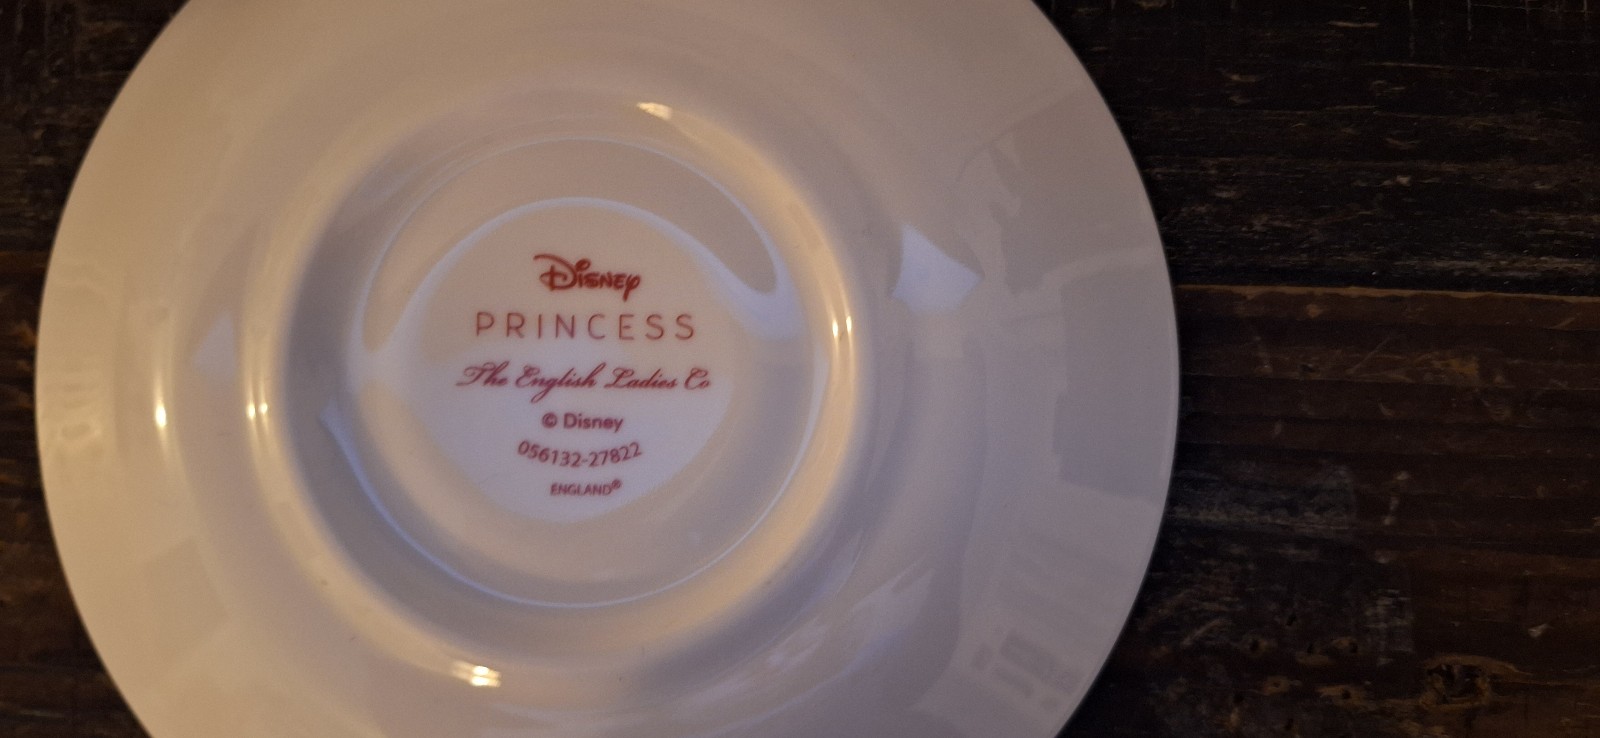 Disney
PRINCESS
The English Ladies Co
© Disney
056132-27822
ENGLAND®